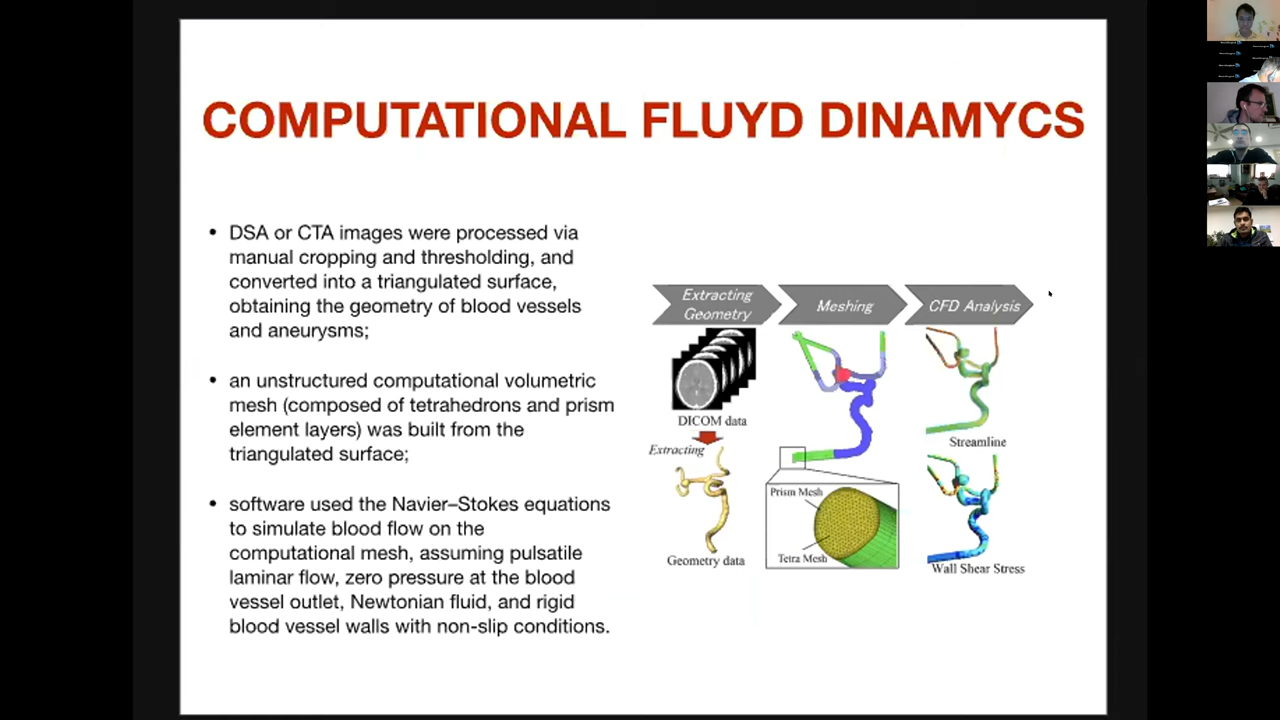 COMPUTATIONAL FLUYD DINAMYCS
• DSA or CTA images were processed via
manual cropping and thresholding, and
converted into a triangulated surface,
obtaining the geometry of blood vessels
and aneurysms;
• an unstructured computational volumetric
mesh (composed of tetrahedrons and prism
element layers) was built from the
triangulated surface;
• software used the Navier–Stokes equations
to simulate blood flow on the
computational mesh, assuming pulsatile
laminar flow, zero pressure at the blood
vessel outlet, Newtonian fluid, and rigid
blood vessel walls with non-slip conditions.
Extracting
Geometry
Meshing
CFD Analysis
DICOM data
Extracting
Geometry data
Prism Mesh
Tetra Mesh
Streamline
Wall Shear Stress